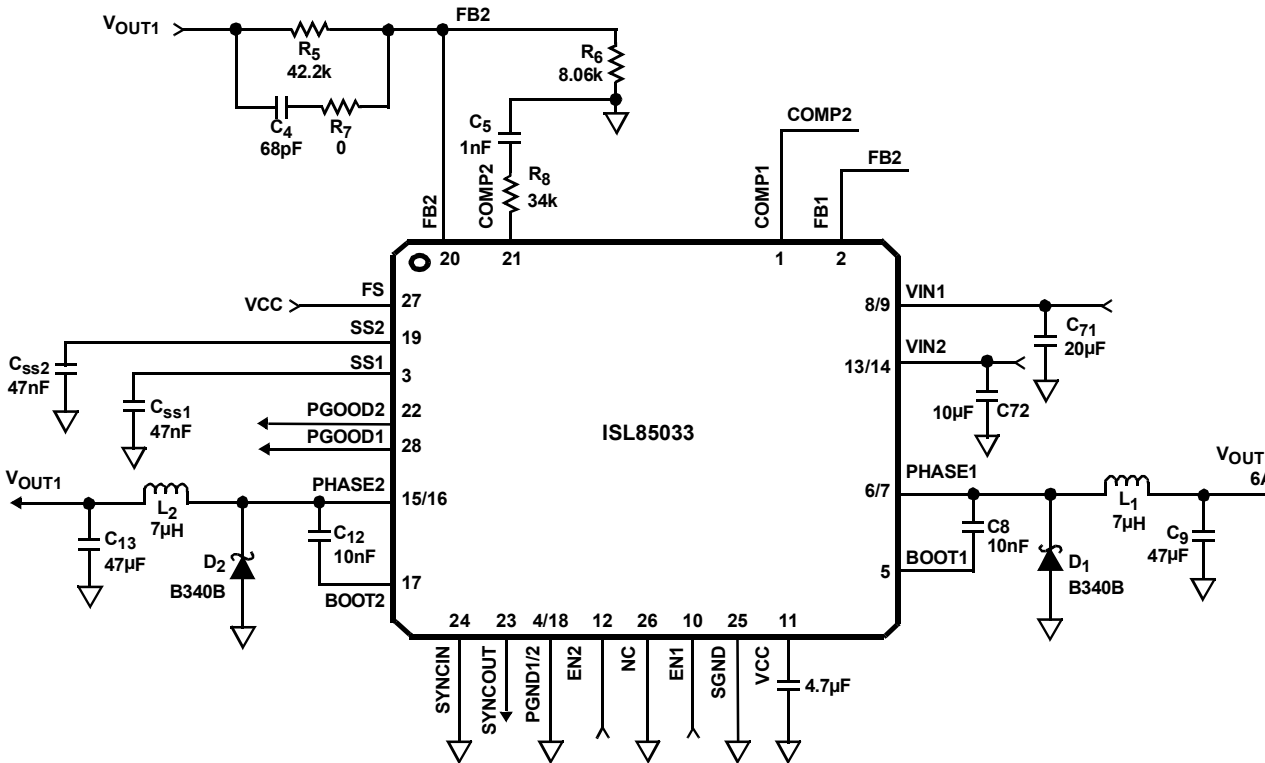 VOUT1
FB2
R5
42.2k
R6
8.06k
C4
68pF
R7
0
C5
1nF
COMP2
R8
34k
FB2
COMP2
COMP1
FB2
FB1
20
21
1
2
VCC
FS
27
SS2
19
Css2
47nF
SS1
3
Css1
47nF
PGOOD2
22
PGOOD1
28
ISL85033
8/9
VIN1
C71
20µF
13/14
VIN2
10µF
C72
VOUT1
L2
7µH
PHASE2
15/16
C13
47µF
D2
B340B
C12
10nF
17
BOOT2
PHASE1
6/7
VOUT
6A
L1
7µH
C8
10nF
5
BOOT1
D1
B340B
C9
47µF
24
23
4/18
12
26
10
25
11
SYNCIN
SYNCOUT
PGND1/2
EN2
NC
EN1
SGND
VCC
4.7µF